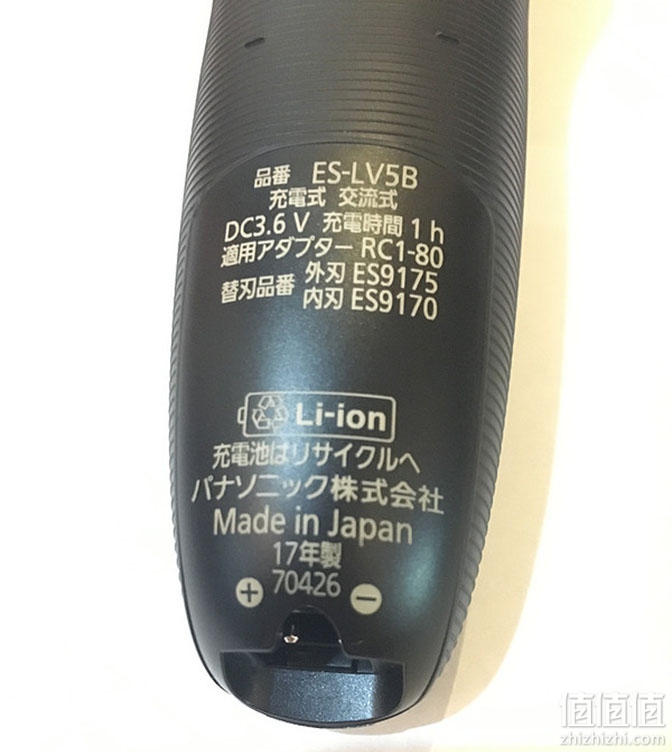 品番 ES-LV5B
充電式 交流式
DC3.6 V 充電時間 1 h
適用アダプター RC1-80
替刃品番 外刃 ES9175
内刃 ES9170
Li-ion
充電池はリサイクルへ
パナソニック株式会社
Made in Japan
17年製
70426
+ −
值值值
zhizhizhi.com